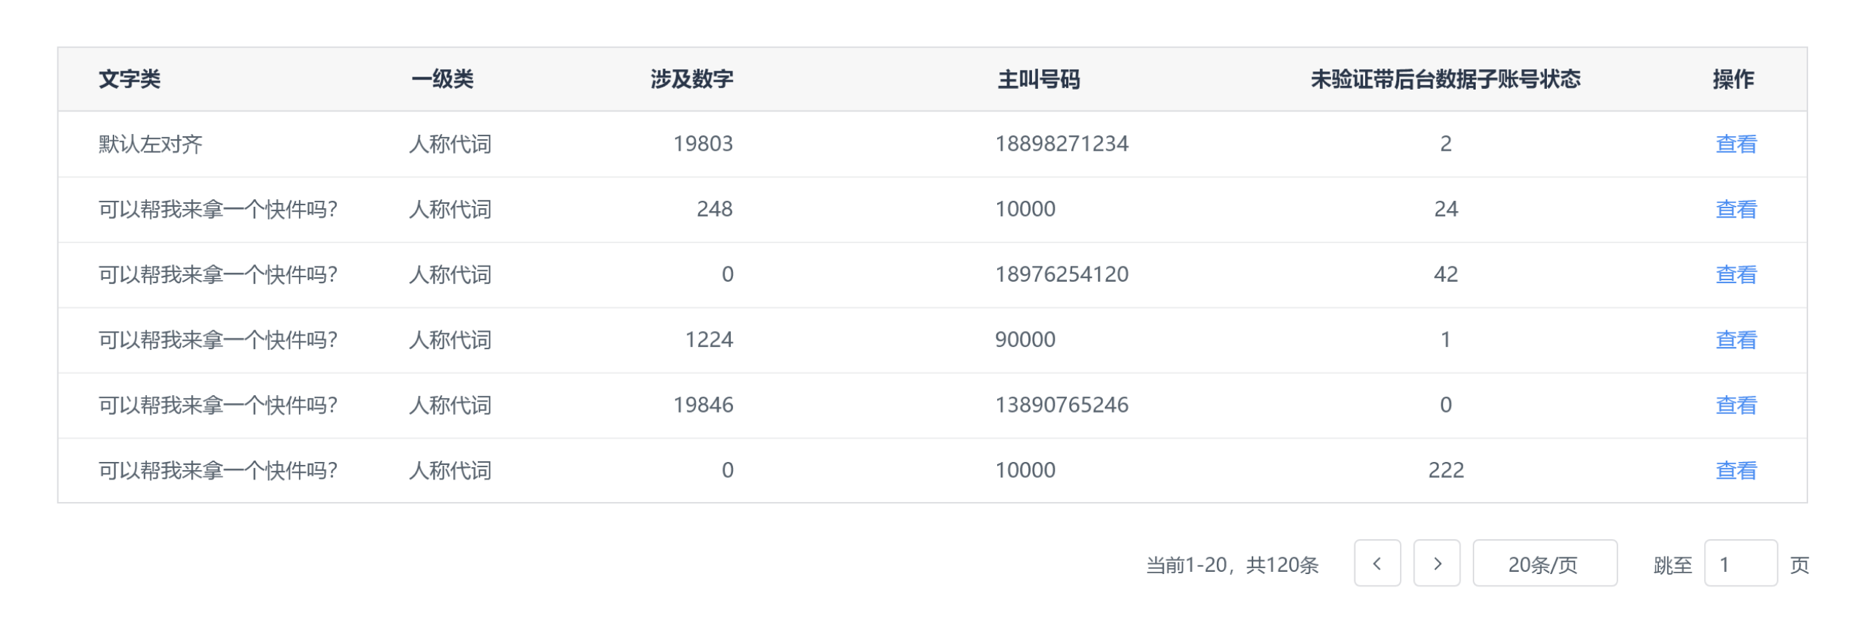 文字类 一级类 涉及数字 主叫号码 未验证带后台数据子账号状态 操作
默认左对齐 人称代词 19803 18898271234 2 查看
可以帮我来拿一个快件吗？ 人称代词 248 10000 24 查看
可以帮我来拿一个快件吗？ 人称代词 0 18976254120 42 查看
可以帮我来拿一个快件吗？ 人称代词 1224 90000 1 查看
可以帮我来拿一个快件吗？ 人称代词 19846 13890765246 0 查看
可以帮我来拿一个快件吗？ 人称代词 0 10000 222 查看
当前1-20，共120条 < > 20条/页 跳至 1 页